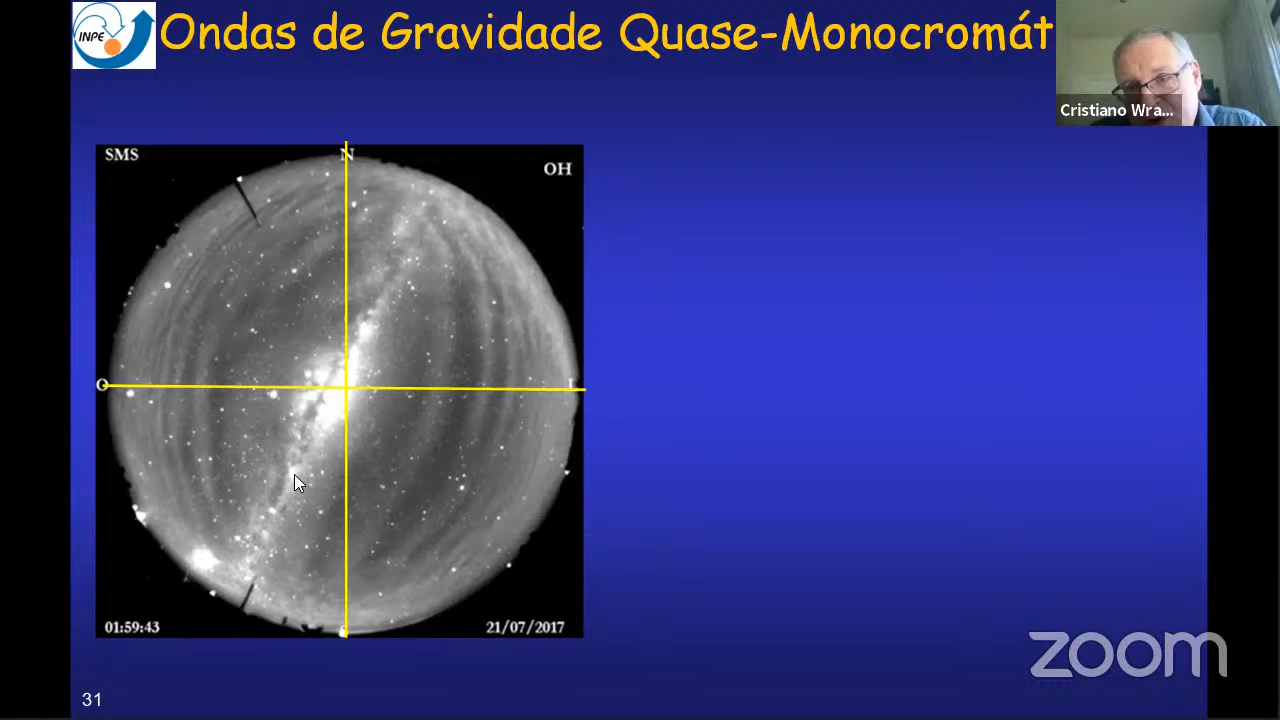 INPE
Ondas de Gravidade Quase-Monocromát
Cristiano Wra...
SMS
N
OH
O
L
S
01:59:43
21/07/2017
zoom
31